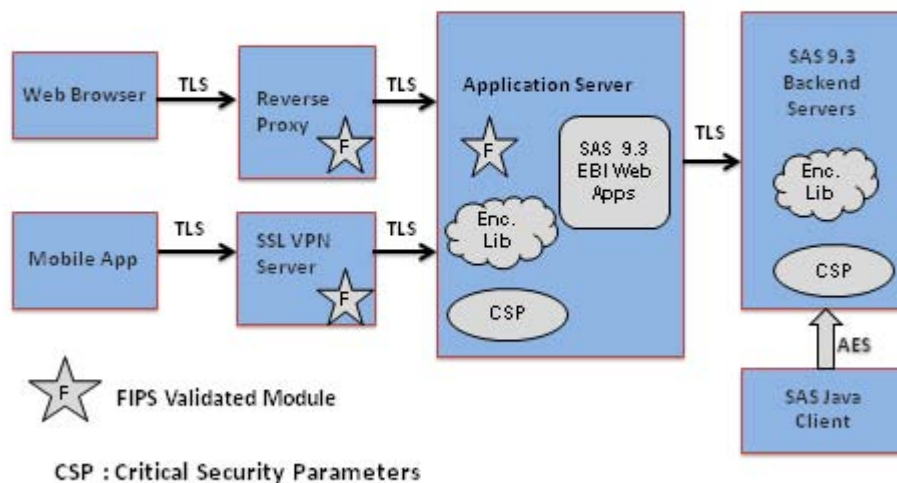 Web Browser
TLS
Reverse
Proxy
F
TLS
Application Server
F
SAS 9.3
EBI Web
Apps
Enc.
Lib
CSP
TLS
SAS 9.3
Backend
Servers
Enc.
Lib
CSP
Mobile App
TLS
SSL VPN
Server
F
TLS
AES
SAS Java
Client
F
FIPS Validated Module
CSP : Critical Security Parameters